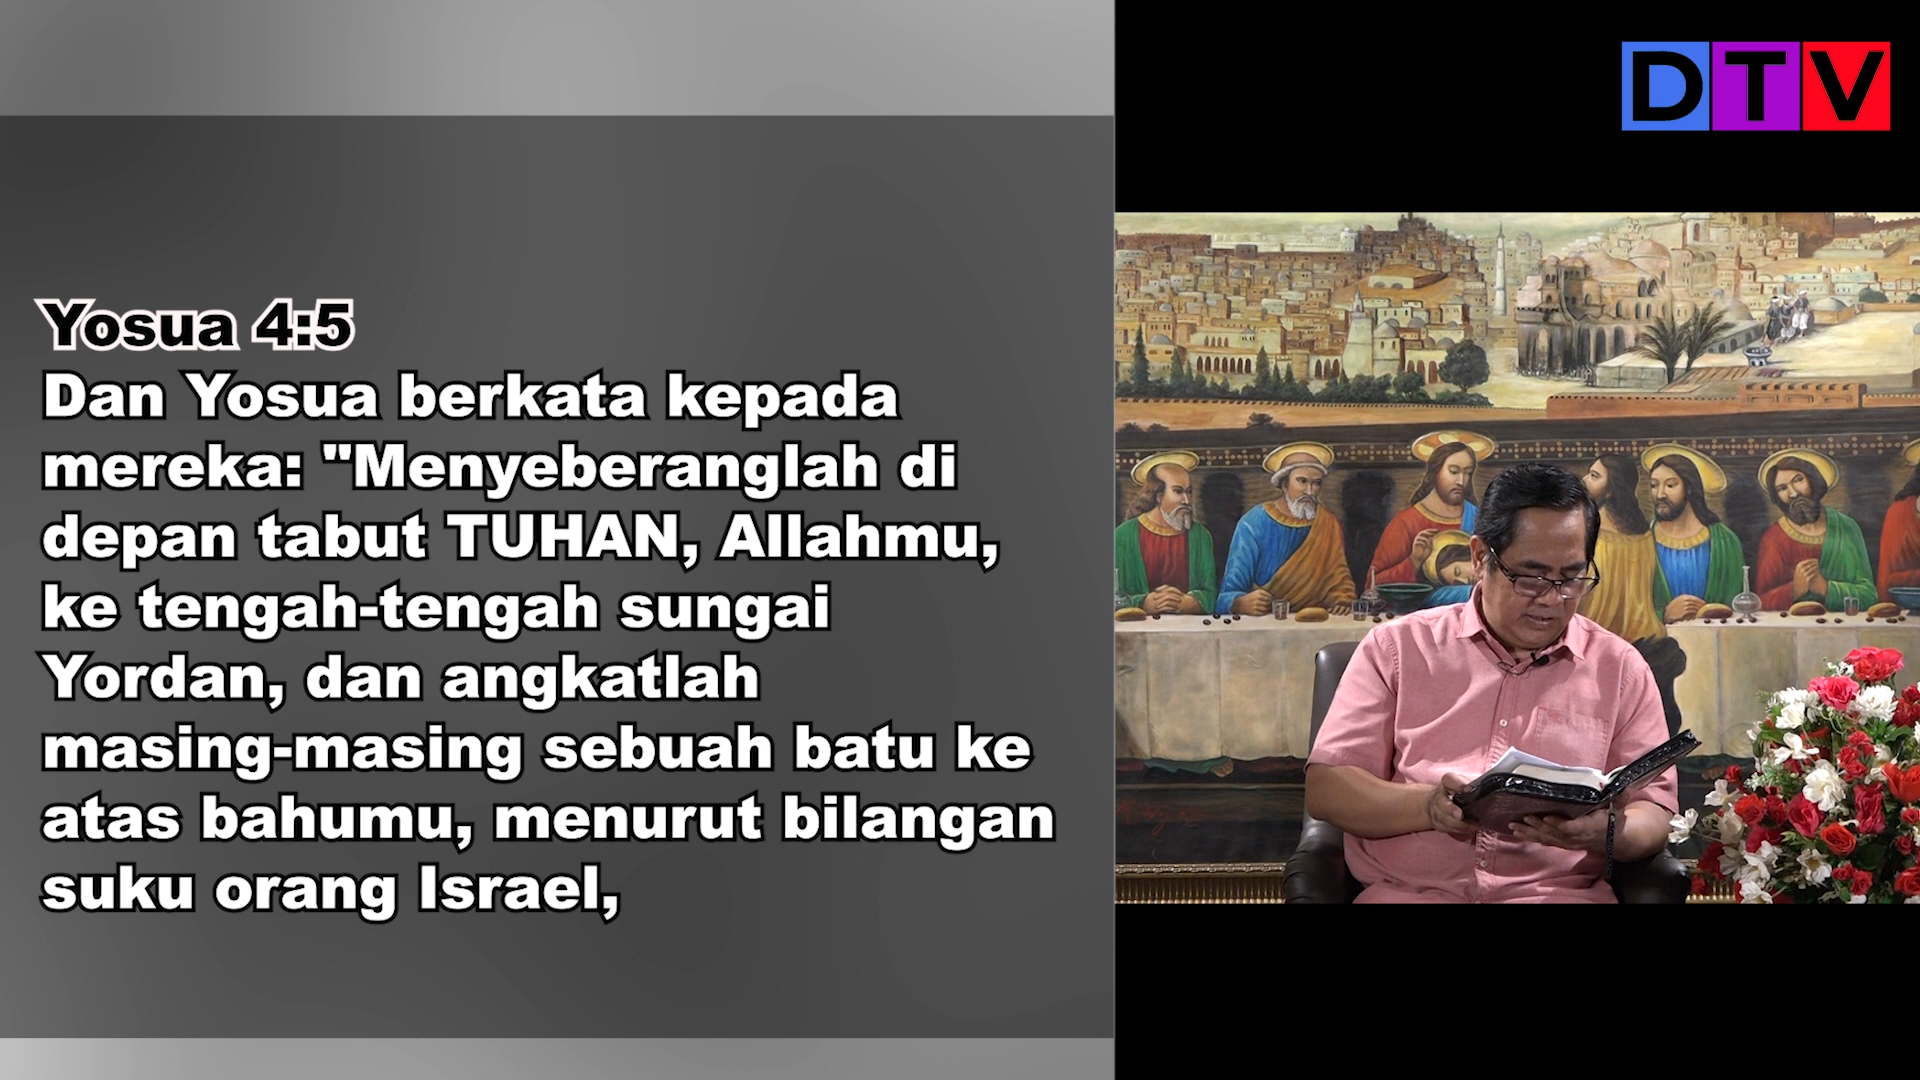 DTV
Yosua 4:5
Dan Yosua berkata kepada
mereka: "Menyeberanglah di
depan tabut TUHAN, Allahmu,
ke tengah-tengah sungai
Yordan, dan angkatlah
masing-masing sebuah batu ke
atas bahumu, menurut bilangan
suku orang Israel,